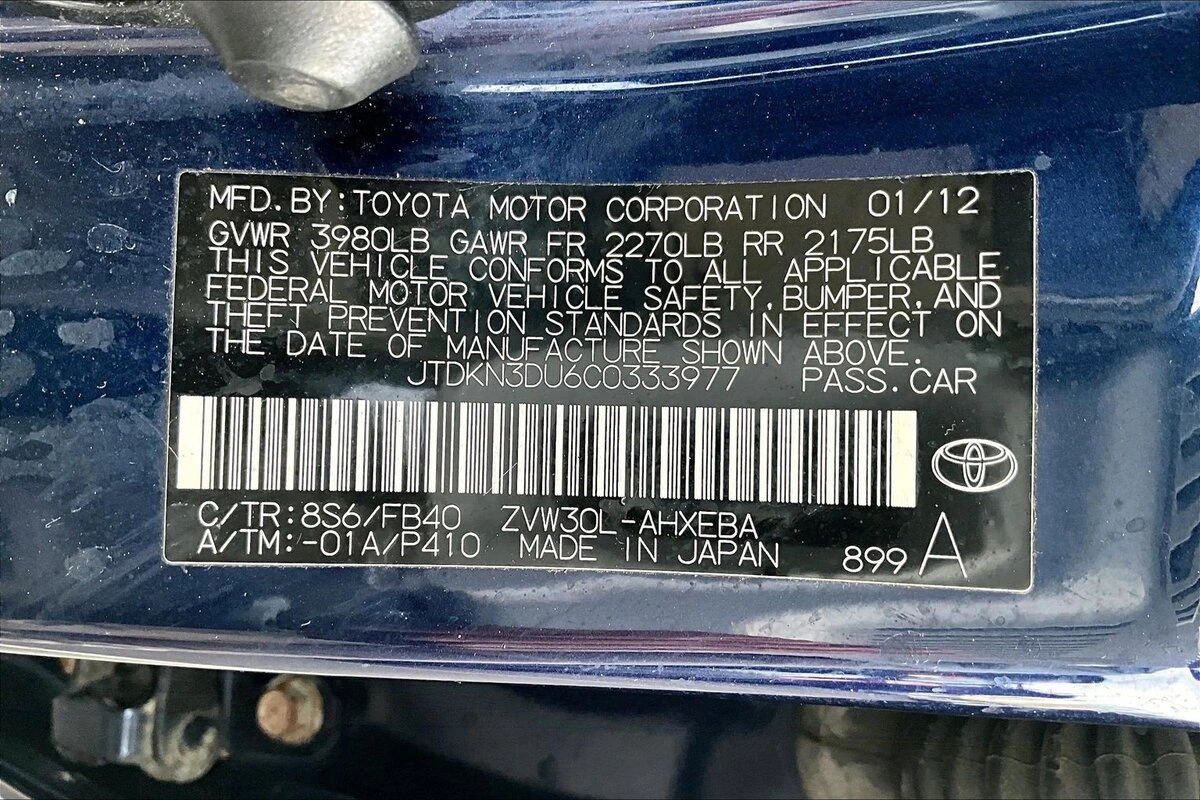 MFD. BY: TOYOTA MOTOR CORPORATION 01/12
GVWR 3980LB GAWR FR 2270LB RR 2175LB
THIS VEHICLE CONFORMS TO ALL APPLICABLE
FEDERAL MOTOR VEHICLE SAFETY, BUMPER, AND
THEFT PREVENTION STANDARDS IN EFFECT ON
THE DATE OF MANUFACTURE SHOWN ABOVE.
JTDKN3DU6C0333977 PASS. CAR
C/TR: 8S6/FB40 ZVW30L-AHXEBA
A/TM: -01A/P410 MADE IN JAPAN 899 A